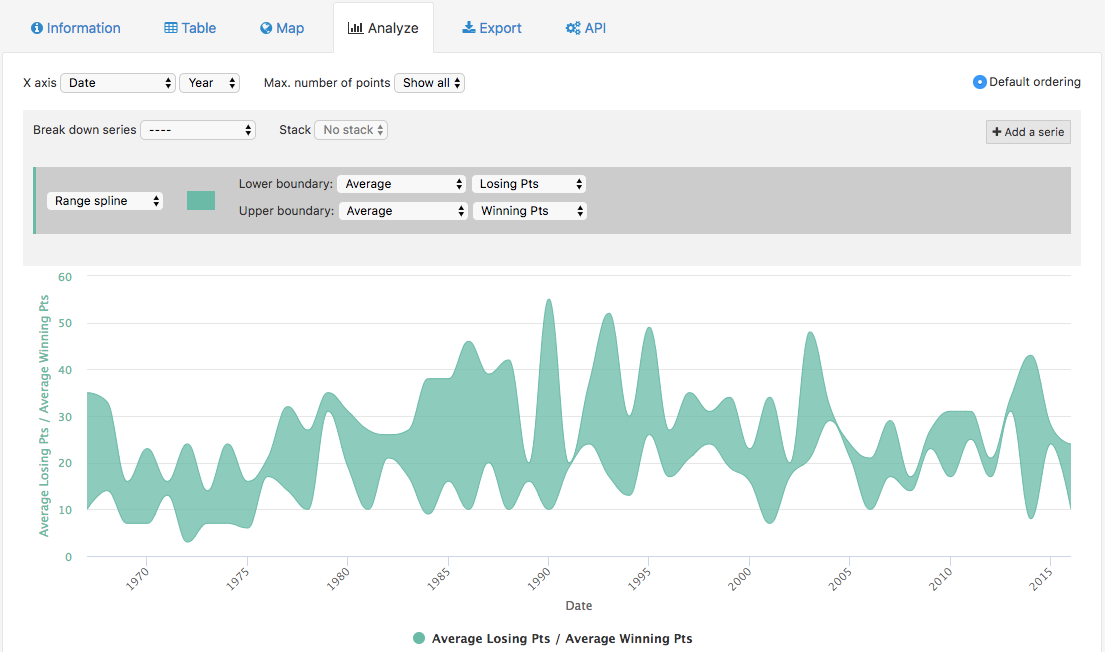 Information Table Map Analyze Export API
X axis Date Year Max. number of points Show all Default ordering
Break down series ---- Stack No stack Add a serie
Range spline
Lower boundary: Average Losing Pts
Upper boundary: Average Winning Pts
Average Losing Pts / Average Winning Pts
60
50
40
30
20
10
0
1970 1975 1980 1985 1990 1995 2000 2005 2010 2015
Date
Average Losing Pts / Average Winning Pts